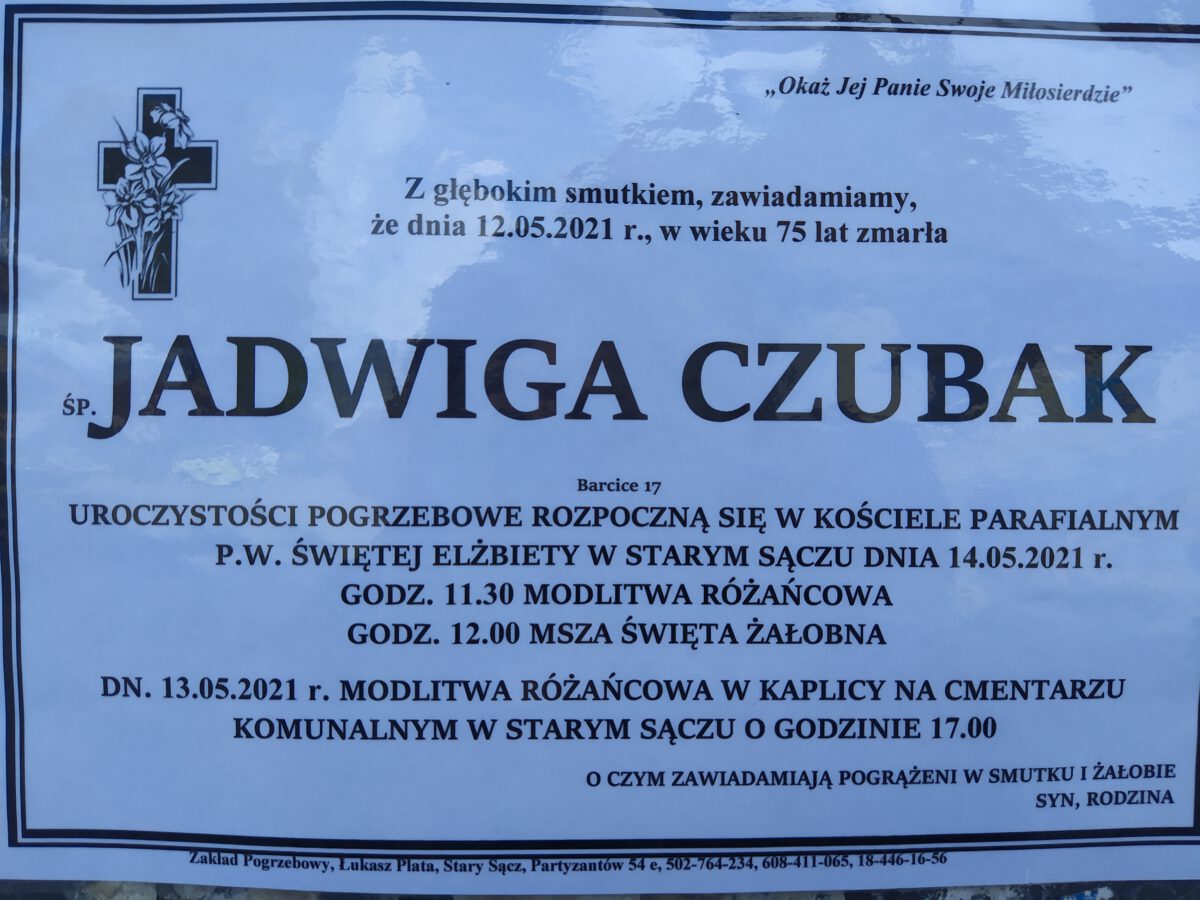 „Okaż Jej Panie Swoje Miłosierdzie”
Z głębokim smutkiem, zawiadamiamy,
że dnia 12.05.2021 r., w wieku 75 lat zmarła
ŚP. JADWIGA CZUBAK
Barcice 17
UROCZYSTOŚCI POGRZEBOWE ROZPOCZNĄ SIĘ W KOŚCIELE PARAFIALNYM
P.W. ŚWIĘTEJ ELŻBIETY W STARYM SĄCZU DNIA 14.05.2021 r.
GODZ. 11.30 MODLITWA RÓŻAŃCOWA
GODZ. 12.00 MSZA ŚWIĘTA ŻAŁOBNA
DN. 13.05.2021 r. MODLITWA RÓŻAŃCOWA W KAPLICY NA CMENTARZU
KOMUNALNYM W STARYM SĄCZU O GODZINIE 17.00
O CZYM ZAWIADAMIAJĄ POGRĄŻENI W SMUTKU I ŻAŁOBIE
SYN, RODZINA
Zakład Pogrzebowy, Łukasz Plata, Stary Sącz, Partyzantów 54 e, 502-764-234, 608-411-065, 18-446-16-56